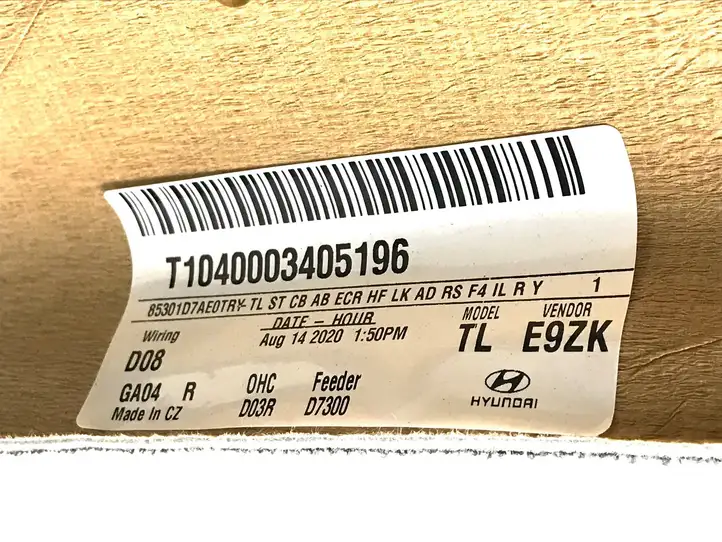 T1040003405196
85301D7AE0TRY-TL ST CB AB ECR HF LK AD RS F4 IL R Y 1
Wiring DATE - HOUR MODEL VENDOR
D08 Aug 14 2020 1:50PM TL E9ZK
GA04 R OHC Feeder
Made In CZ D03R D7300
HYUNDAI